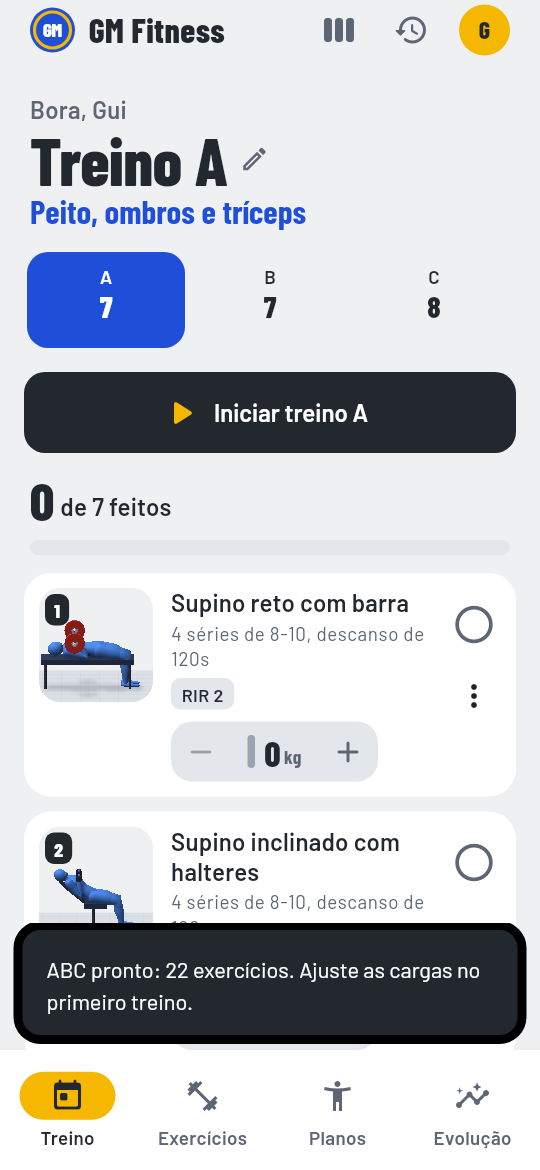 GM
GM Fitness
G
Bora, Gui
Treino A
Peito, ombros e tríceps
A
7
B
7
C
8
Iniciar treino A
0 de 7 feitos
1
Supino reto com barra
4 séries de 8-10, descanso de
120s
RIR 2
0 kg
2
Supino inclinado com
halteres
4 séries de 8-10, descanso de
ABC pronto: 22 exercícios. Ajuste as cargas no
primeiro treino.
Treino
Exercícios
Planos
Evolução